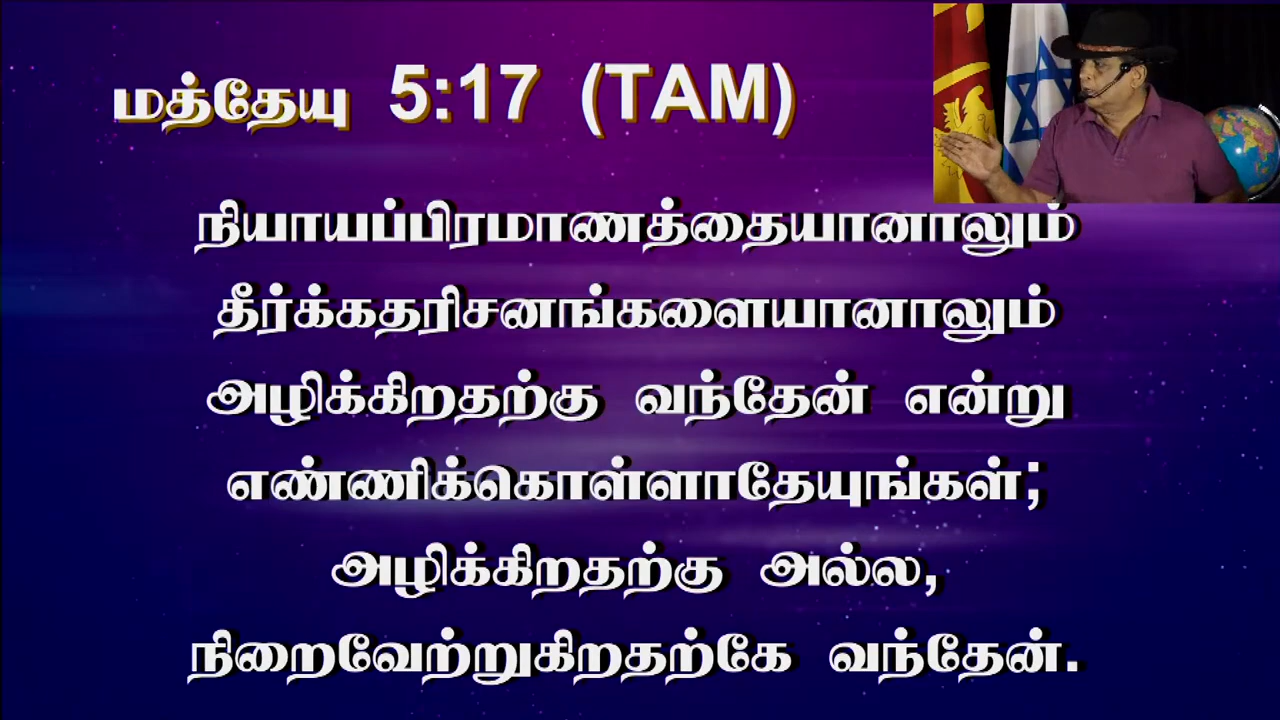 மத்தேயு 5:17 (TAM)
நியாயப்பிரமாணத்தையானாலும்
தீர்க்கதரிசனங்களையானாலும்
அழிக்கிறதற்கு வந்தேன் என்று
எண்ணிக்கொள்ளாதேயுங்கள்;
அழிக்கிறதற்கு அல்ல,
நிறைவேற்றுகிறதற்கே வந்தேன்.